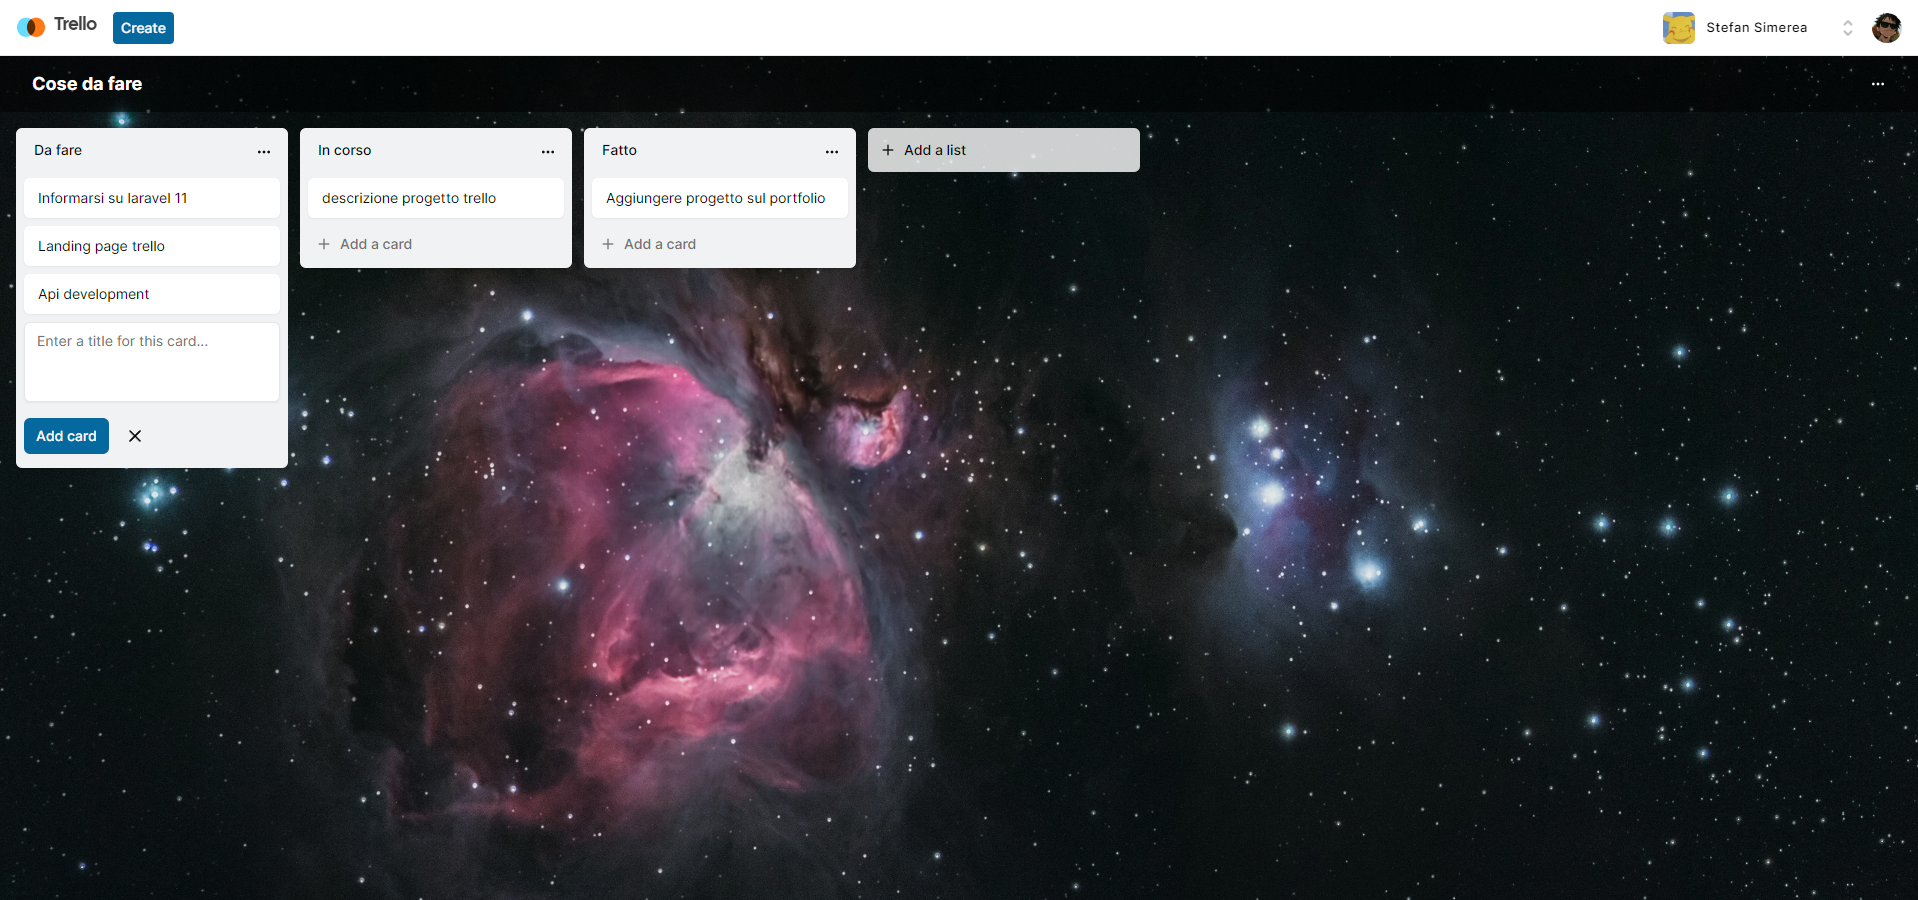 Trello
Create
Stefan Simerea
Cose da fare
Da fare
Informarsi su laravel 11
Landing page trello
Api development
Enter a title for this card...
Add card
In corso
descrizione progetto trello
Add a card
Fatto
Aggiungere progetto sul portfolio
Add a card
Add a list